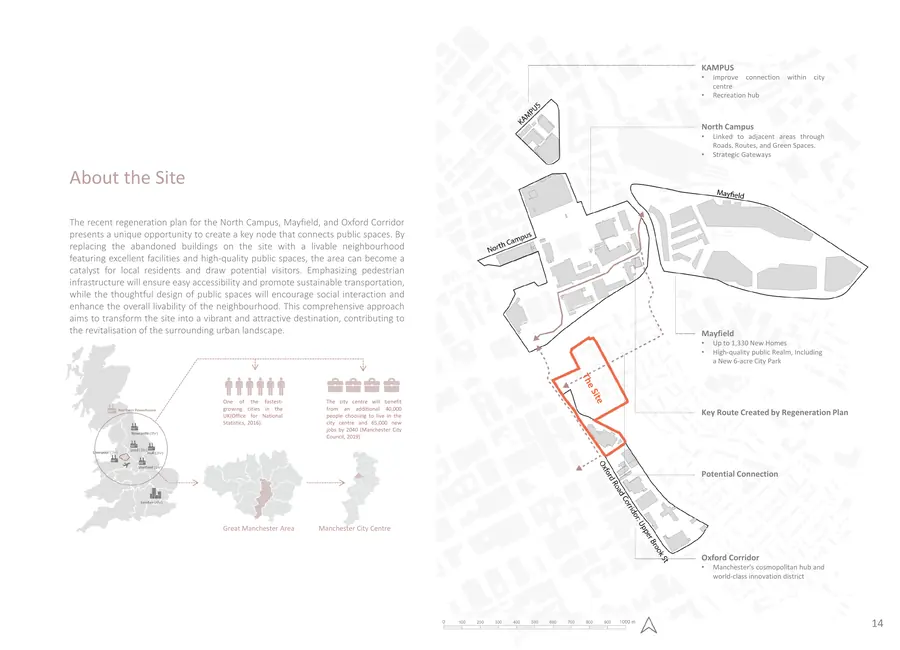 About the Site
The recent regeneration plan for the North Campus, Mayfield, and Oxford Corridor
presents a unique opportunity to create a key node that connects public spaces. By
replacing the abandoned buildings on the site with a livable neighbourhood
featuring excellent facilities and high-quality public spaces, the area can become a
catalyst for local residents and draw potential visitors. Emphasizing pedestrian
infrastructure will ensure easy accessibility and promote sustainable transportation,
while the thoughtful design of public spaces will encourage social interaction and
enhance the overall livability of the neighbourhood. This comprehensive approach
aims to transform the site into a vibrant and attractive destination, contributing to
the revitalisation of the surrounding urban landscape.
One of the fastest-
growing cities in the
UK(Office for National
Statistics, 2016).
The city centre will benefit
from an additional 40,000
people choosing to live in the
city centre and 65,000 new
jobs by 2040 (Manchester City
Council, 2019)
Great Manchester Area
Manchester City Centre
KAMPUS
North Campus
Mayfield
The Site
Oxford Road Corridor: Upper Brook St
KAMPUS
• Improve connection within city
centre
• Recreation hub
North Campus
• Linked to adjacent areas through
Roads, Routes, and Green Spaces.
• Strategic Gateways
Mayfield
• Up to 1,330 New Homes
• High-quality public Realm, Including
a New 6-acre City Park
Key Route Created by Regeneration Plan
Potential Connection
Oxford Corridor
• Manchester's cosmopolitan hub and
world-class innovation district
0 100 200 300 400 500 600 700 800 900 1000 m
14